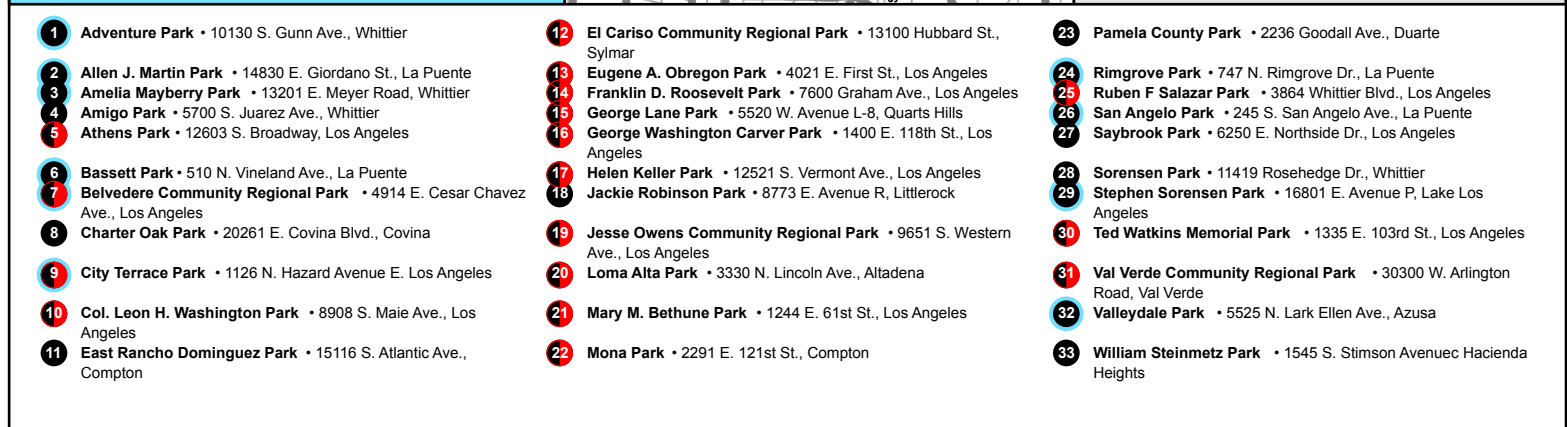 1 Adventure Park • 10130 S. Gunn Ave., Whittier
2 Allen J. Martin Park • 14830 E. Giordano St., La Puente
3 Amelia Mayberry Park • 13201 E. Meyer Road, Whittier
4 Amigo Park • 5700 S. Juarez Ave., Whittier
5 Athens Park • 12603 S. Broadway, Los Angeles
6 Bassett Park • 510 N. Vineland Ave., La Puente
7 Belvedere Community Regional Park • 4914 E. Cesar Chavez
Ave., Los Angeles
8 Charter Oak Park • 20261 E. Covina Blvd., Covina
9 City Terrace Park • 1126 N. Hazard Avenue E. Los Angeles
10 Col. Leon H. Washington Park • 8908 S. Maie Ave., Los
Angeles
11 East Rancho Dominguez Park • 15116 S. Atlantic Ave.,
Compton
12 El Cariso Community Regional Park • 13100 Hubbard St.,
Sylmar
13 Eugene A. Obregon Park • 4021 E. First St., Los Angeles
14 Franklin D. Roosevelt Park • 7600 Graham Ave., Los Angeles
15 George Lane Park • 5520 W. Avenue L-8, Quarts Hills
16 George Washington Carver Park • 1400 E. 118th St., Los
Angeles
17 Helen Keller Park • 12521 S. Vermont Ave., Los Angeles
18 Jackie Robinson Park • 8773 E. Avenue R, Littlerock
19 Jesse Owens Community Regional Park • 9651 S. Western
Ave., Los Angeles
20 Loma Alta Park • 3330 N. Lincoln Ave., Altadena
21 Mary M. Bethune Park • 1244 E. 61st St., Los Angeles
22 Mona Park • 2291 E. 121st St., Compton
23 Pamela County Park • 2236 Goodall Ave., Duarte
24 Rimgrove Park • 747 N. Rimgrove Dr., La Puente
25 Ruben F Salazar Park • 3864 Whittier Blvd., Los Angeles
26 San Angelo Park • 245 S. San Angelo Ave., La Puente
27 Saybrook Park • 6250 E. Northside Dr., Los Angeles
28 Sorensen Park • 11419 Rosehedge Dr., Whittier
29 Stephen Sorensen Park • 16801 E. Avenue P, Lake Los
Angeles
30 Ted Watkins Memorial Park • 1335 E. 103rd St., Los Angeles
31 Val Verde Community Regional Park • 30300 W. Arlington
Road, Val Verde
32 Valleydale Park • 5525 N. Lark Ellen Ave., Azusa
33 William Steinmetz Park • 1545 S. Stimson Avenuec Hacienda
Heights